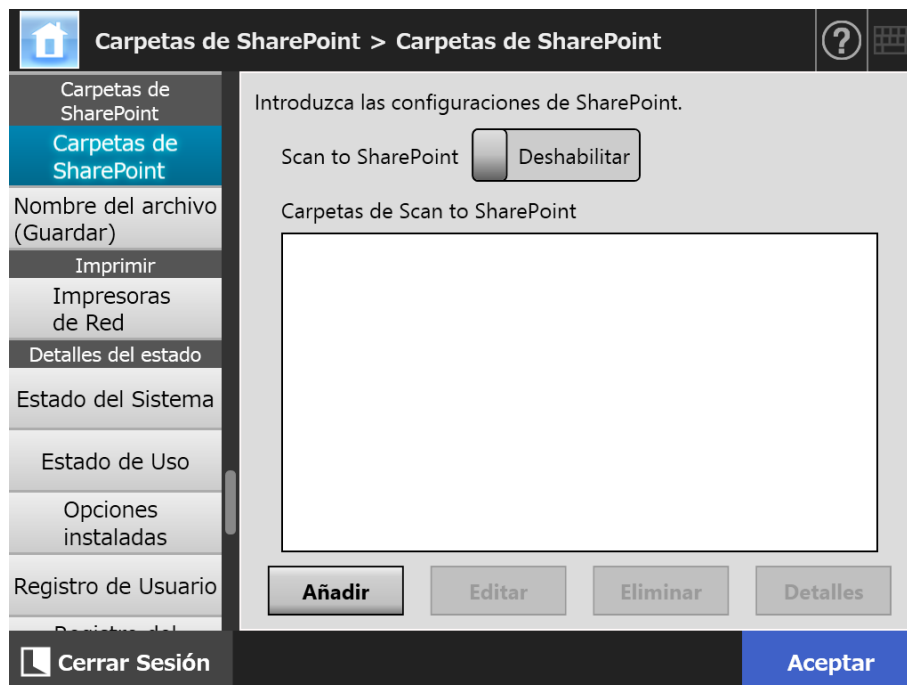 Carpetas de SharePoint > Carpetas de SharePoint
?
Carpetas de
SharePoint
Carpetas de
SharePoint
Nombre del archivo
(Guardar)
Imprimir
Impresoras
de Red
Detalles del estado
Estado del Sistema
Estado de Uso
Opciones
instaladas
Registro de Usuario
Registro del
Introduzca las configuraciones de SharePoint.
Scan to SharePoint Deshabilitar
Carpetas de Scan to SharePoint
Añadir Editar Eliminar Detalles
Cerrar Sesión Aceptar